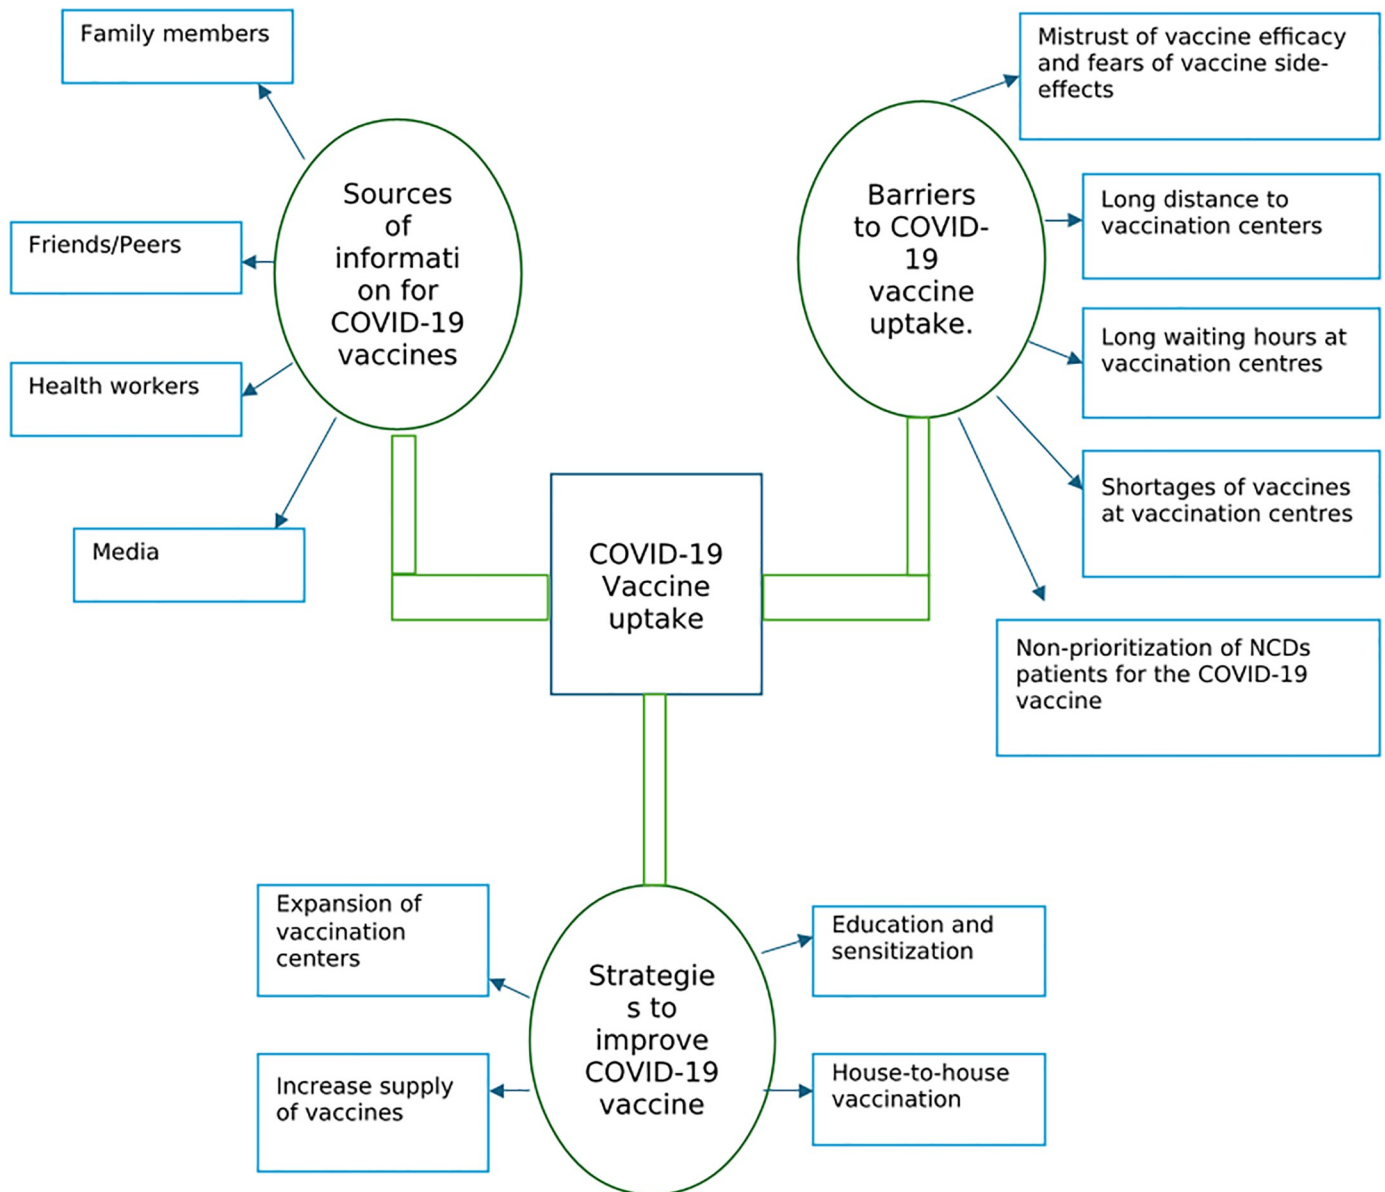 Family members
Sources
of
informati
on for
COVID-19
vaccines
Friends/Peers
Health workers
Media
Barriers
to COVID-
19
vaccine
uptake.
Mistrust of vaccine efficacy
and fears of vaccine side-
effects
Long distance to
vaccination centers
Long waiting hours at
vaccination centres
Shortages of vaccines
at vaccination centres
Non-prioritization of NCDs
patients for the COVID-19
vaccine
COVID-19
Vaccine
uptake
Expansion of
vaccination
centers
Increase supply
of vaccines
Strategie
s to
improve
COVID-19
vaccine
Education and
sensitization
House-to-house
vaccination